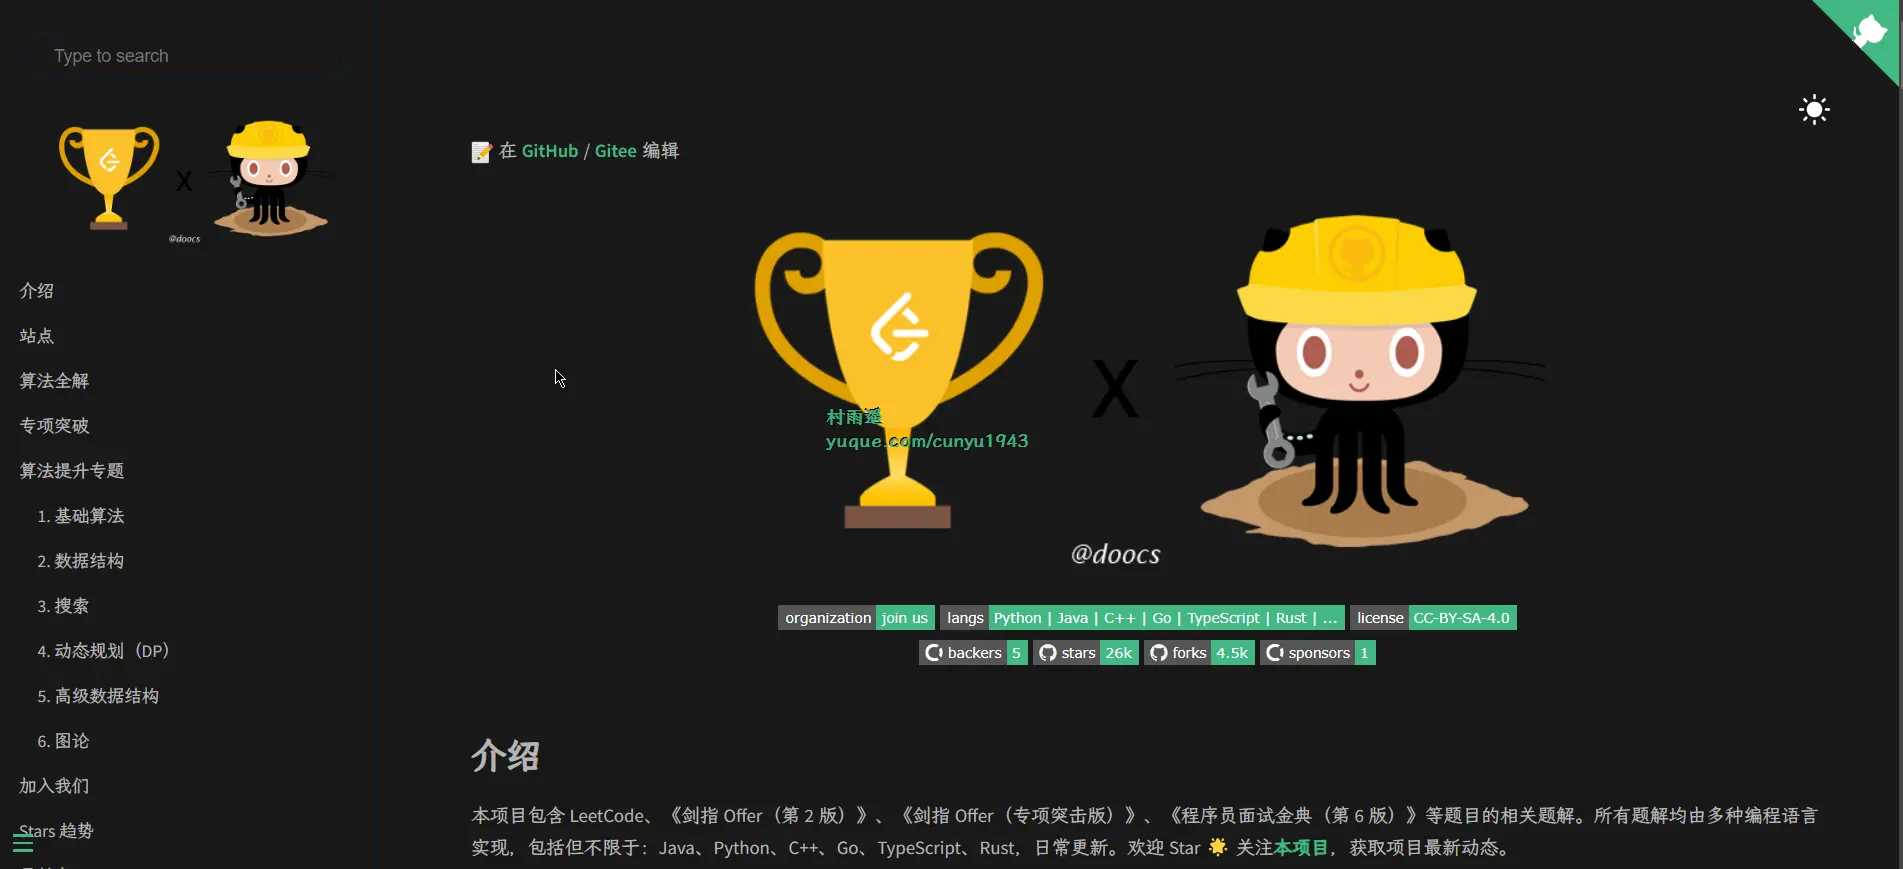 Type to search
X
@doocs
介绍
站点
算法全解
专项突破
算法提升专题
1. 基础算法
2. 数据结构
3. 搜索
4. 动态规划（DP）
5. 高级数据结构
6. 图论
加入我们
Stars 趋势
在 GitHub / Gitee 编辑
X
村雨遥
yuque.com/cunyu1943
@doocs
organization join us langs Python | Java | C++ | Go | TypeScript | Rust | ... license CC-BY-SA-4.0
backers 5 stars 26k forks 4.5k sponsors 1
介绍
本项目包含 LeetCode、《剑指 Offer（第 2 版）》、《剑指 Offer（专项突击版）》、《程序员面试金典（第 6 版）》等题目的相关题解。所有题解均由多种编程语言
实现，包括但不限于：Java、Python、C++、Go、TypeScript、Rust，日常更新。欢迎 Star 🌟 关注本项目，获取项目最新动态。